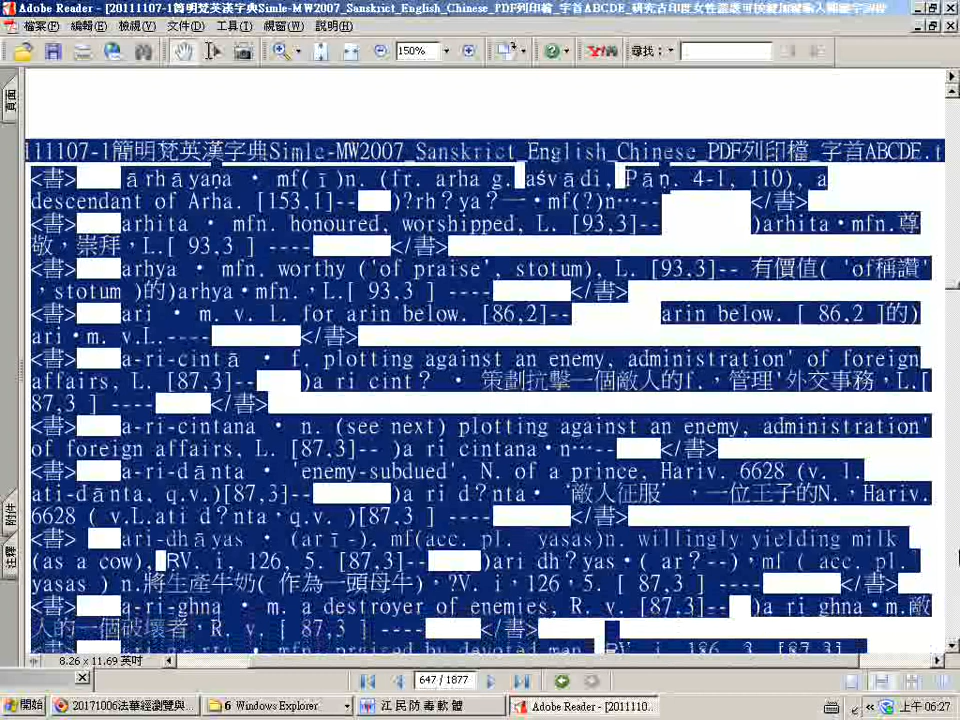 Adobe Reader - [20111107-1簡明梵英漢字典Simle-MW2007_Sanskrict_English_Chinese_PDF列印檔_字首ABCDE_研究古印度女性
檔案(F) 編輯(E) 檢視(V) 文件(D) 工具(T) 視窗(W) 說明(H)
150% 尋找:
頁面
111107-1簡明梵英漢字典Simle-MW2007_Sanskrict_English_Chinese_PDF列印檔_字首ABCDE.t
<書> ārhāyaṇa • mf(ī)n. (fr. arha g. aśvādi, Pāṇ. 4-1, 110), a
descendant of Arha. [153,1]-- )?rh?ya?一•mf(?)n…-- </書>
<書> arhita • mfn. honoured, worshipped, L. [93,3]-- )arhita•mfn.尊
敬，崇拜，L.[ 93,3 ] ---- </書>
<書> arhya • mfn. worthy ('of praise', stotum), L. [93,3]-- 有價值( 'of稱讚'
，stotum )的)arhya•mfn.，L.[ 93,3 ] ---- </書>
<書> ari • m. v. l. for arin below. [86,2]-- arin below. [ 86,2 ]的)
ari•m. v.L.---- </書>
<書> a-ri-cintā • f. plotting against an enemy, administration' of foreign
affairs, L. [87,3]-- )a ri cint? • 策劃抗擊一個敵人的f.，管理'外交事務，L.[
87,3 ] ---- </書>
<書> a-ri-cintana • n. (see next) plotting against an enemy, administration'
of foreign affairs, L. [87,3]-- )a ri cintana•n…-- </書>
<書> a-ri-dānta • 'enemy-subdued', N. of a prince, Hariv. 6628 (v. l.
ati-dānta, q.v.)[87,3]-- )a ri d?nta•'敵人征服'，一位王子的N.，Hariv.
6628 ( v.L.ati d?nta，q.v. )[87,3 ] ---- </書>
<書> ari-dhāyas • (arī-), mf(acc. pl. yasas)n. willingly yielding milk
(as a cow), RV. i, 126, 5. [87,3]-- )ari dh?yas•( ar?--)，mf ( acc. pl.
yasas ) n.將生產牛奶( 作為一頭母牛)，?V. i，126，5. [ 87,3 ] ---- </書>
<書> a-ri-ghna • m. a destroyer of enemies, R. v. [87,3]-- )a ri ghna•m.敵
人的一個破壞者，R. v. [ 87,3 ] ---- </書>
mfn. praised by devoted men, RV. i, 186, 3. [87,3]
附件
注釋
8.26 x 11.69 英吋
647 / 1877
開始 20171006法華經瀏覽與... 6 Windows Explorer 江民防毒軟體 Adobe Reader - [2011110... 上午 06:27